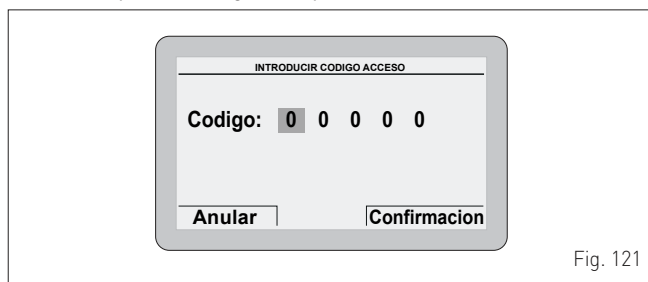 INTRODUCIR CODIGO ACCESO
Codigo: 0 0 0 0 0
Anular Confirmacion
Fig. 121